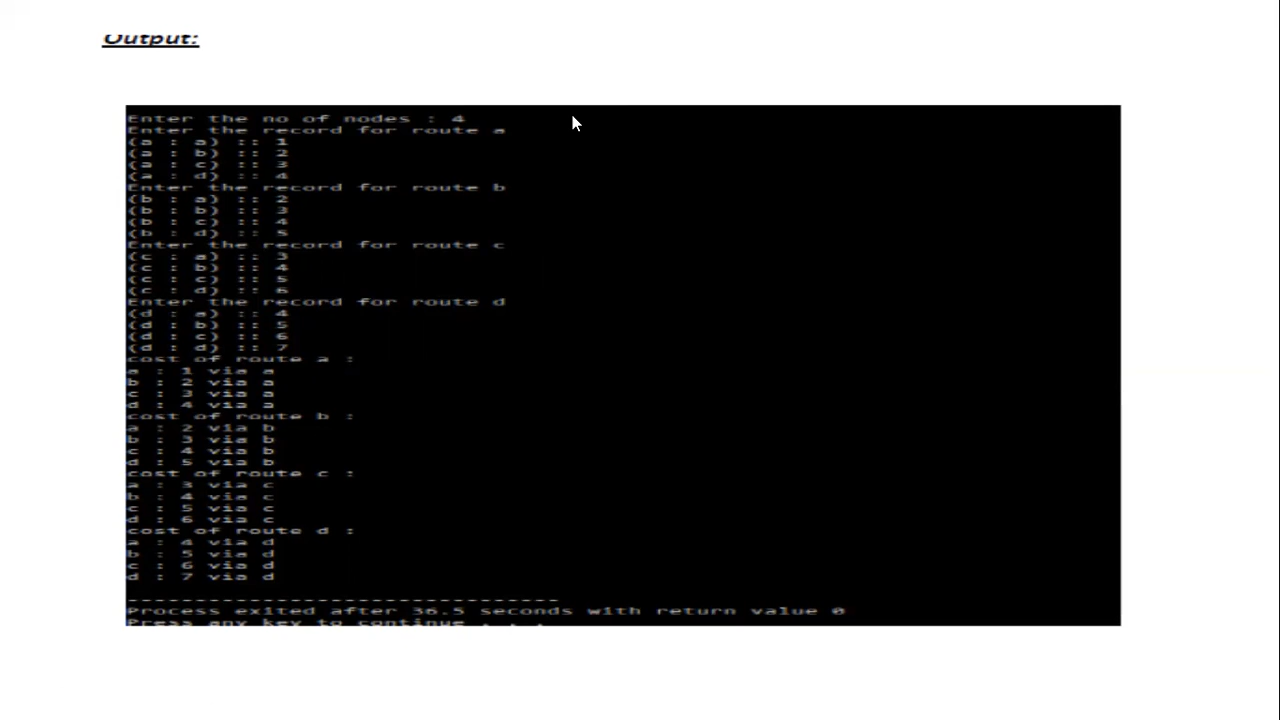 Output:
Enter the no of nodes : 4
Enter the record for route a
(a : a) :: 1
(a : b) :: 2
(a : c) :: 3
(a : d) :: 4
Enter the record for route b
(b : a) :: 2
(b : b) :: 3
(b : c) :: 4
(b : d) :: 5
Enter the record for route c
(c : a) :: 3
(c : b) :: 4
(c : c) :: 5
(c : d) :: 6
Enter the record for route d
(d : a) :: 4
(d : b) :: 5
(d : c) :: 6
(d : d) :: 7
cost of route a :
a : 1 via a
b : 2 via a
c : 3 via a
d : 4 via a
cost of route b :
a : 2 via b
b : 3 via b
c : 4 via b
d : 5 via b
cost of route c :
a : 3 via c
b : 4 via c
c : 5 via c
d : 6 via c
cost of route d :
a : 4 via d
b : 5 via d
c : 6 via d
d : 7 via d
--------------------------------
Process exited after 36.5 seconds with return value 0
Press any key to continue . . .